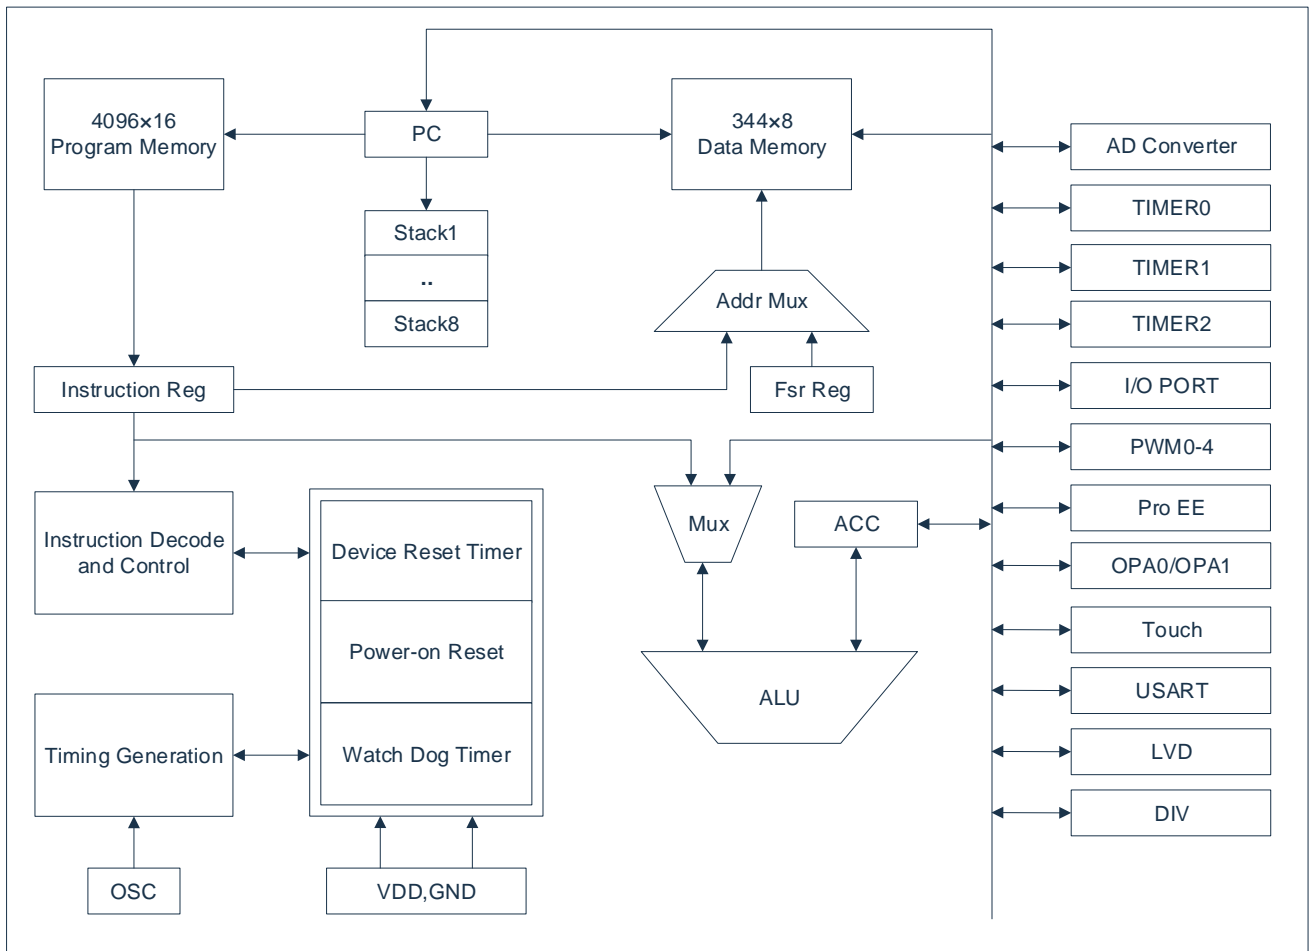 4096×16
Program Memory
PC
344×8
Data Memory
AD Converter
TIMER0
Stack1
..
Stack8
TIMER1
Addr Mux
TIMER2
Instruction Reg
Fsr Reg
I/O PORT
PWM0-4
Mux
ACC
Pro EE
Instruction Decode
and Control
Device Reset Timer
OPA0/OPA1
Touch
Power-on Reset
ALU
USART
Timing Generation
Watch Dog Timer
LVD
DIV
OSC
VDD,GND